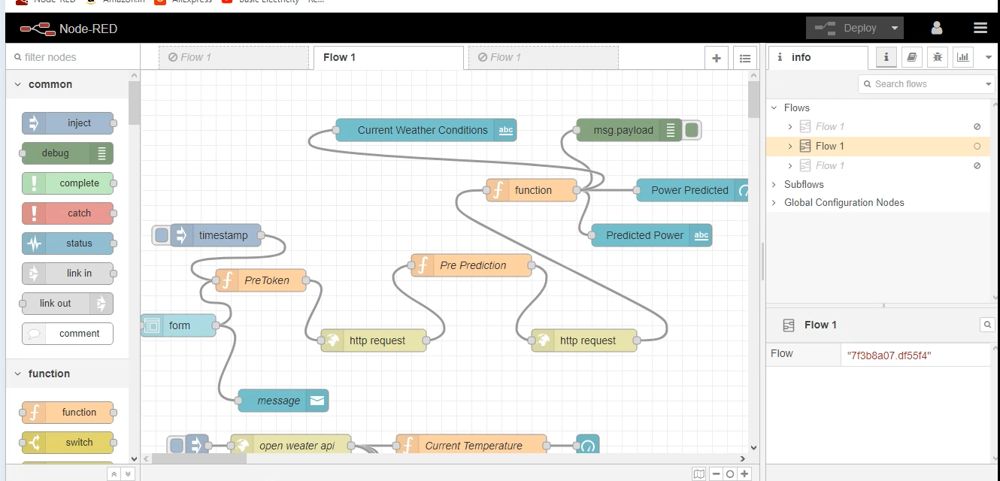 Node-RED Amazon.in AliExpress Basic Electricity - Re...
Node-RED
Deploy
filter nodes
Flow 1
Flow 1
Flow 1
i info
i
Search flows
common
inject
debug
complete
catch
status
link in
link out
comment
function
function
switch
Current Weather Conditions abc
msg.payload
function
Power Predicted
timestamp
Predicted Power abc
Pre Prediction
PreToken
form
http request
http request
message
open weater api
Current Temperature
Flows
Flow 1
Flow 1
Flow 1
Subflows
Global Configuration Nodes
Flow 1
Flow "7f3b8a07.df55f4"